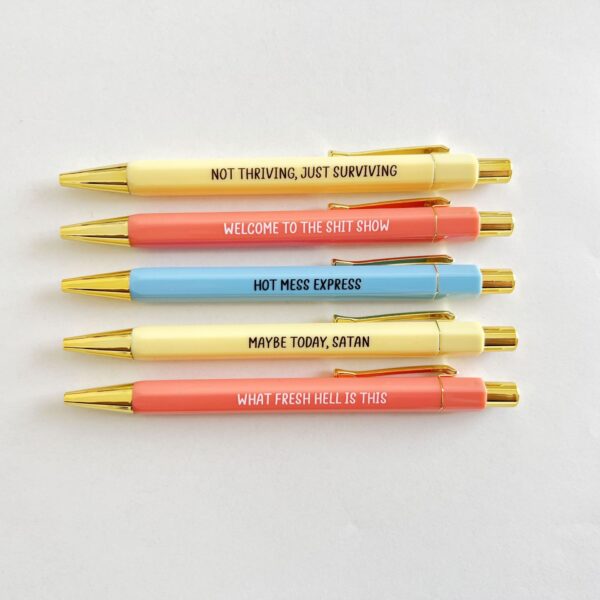 NOT THRIVING, JUST SURVIVING
WELCOME TO THE SHIT SHOW
HOT MESS EXPRESS
MAYBE TODAY, SATAN
WHAT FRESH HELL IS THIS